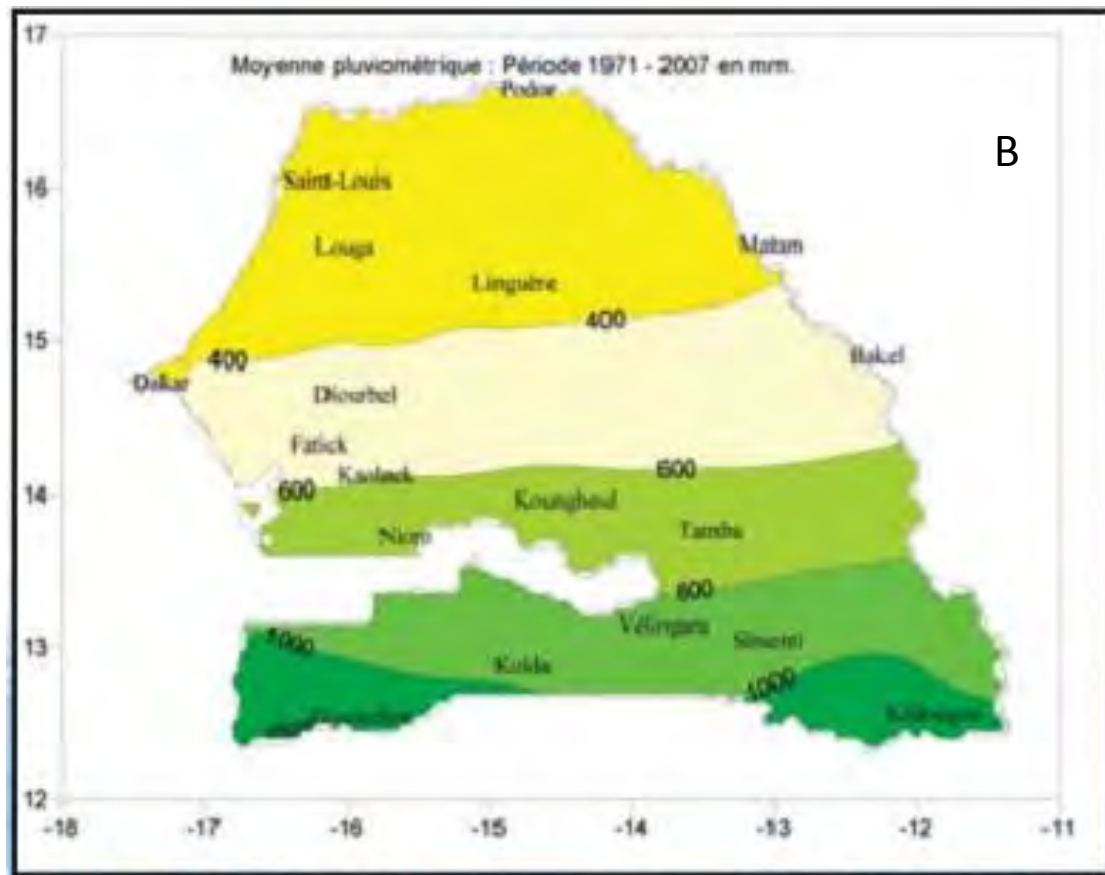 17
Moyenne pluviométrique : Période 1971 - 2007 en mm.
Podor
B
16
Saint-Louis
Louga
Matam
Linguère
400
15
400
Bakel
Dakar
Diourbel
Fatick
Kaolack
600
600
14
Koungheul
Nioro
Tamba
800
Vélingara
Simenti
13
1000
Kolda
1000
12
-18
-17
-16
-15
-14
-13
-12
-11